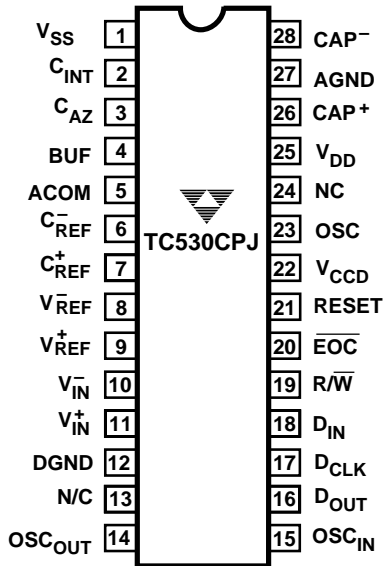 VSS 1 28 CAP−
CINT 2 27 AGND
CAZ 3 26 CAP+
BUF 4 25 VDD
ACOM 5 24 NC
C−REF 6 23 OSC
TC530CPJ
C+REF 7 22 VCCD
V−REF 8 21 RESET
V+REF 9 20 E̅O̅C̅
V−IN 10 19 R/W̅
V+IN 11 18 DIN
DGND 12 17 DCLK
N/C 13 16 DOUT
OSCOUT 14 15 OSCIN